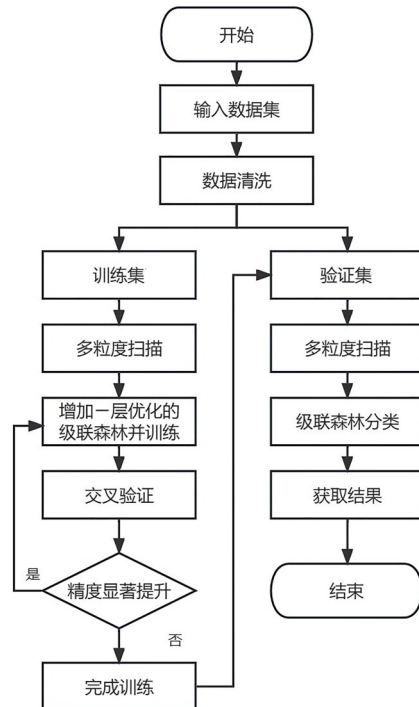 开始
输入数据集
数据清洗
训练集
验证集
多粒度扫描
多粒度扫描
增加一层优化的
级联森林并训练
级联森林分类
交叉验证
获取结果
是
精度显著提升
结束
否
完成训练